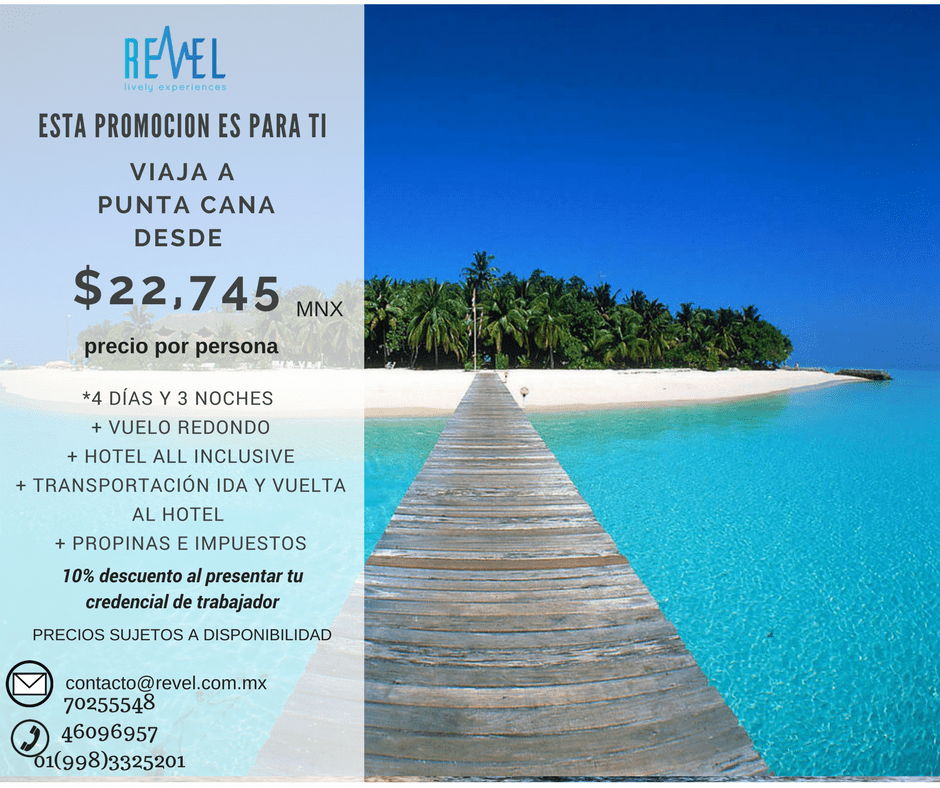 REVEL
lively experiences
ESTA PROMOCION ES PARA TI
VIAJA A
PUNTA CANA
DESDE
$22,745 MNX
precio por persona
*4 DÍAS Y 3 NOCHES
+ VUELO REDONDO
+ HOTEL ALL INCLUSIVE
+ TRANSPORTACIÓN IDA Y VUELTA
AL HOTEL
+ PROPINAS E IMPUESTOS
10% descuento al presentar tu
credencial de trabajador
PRECIOS SUJETOS A DISPONIBILIDAD
contacto@revel.com.mx
70255548
46096957
01(998)3325201